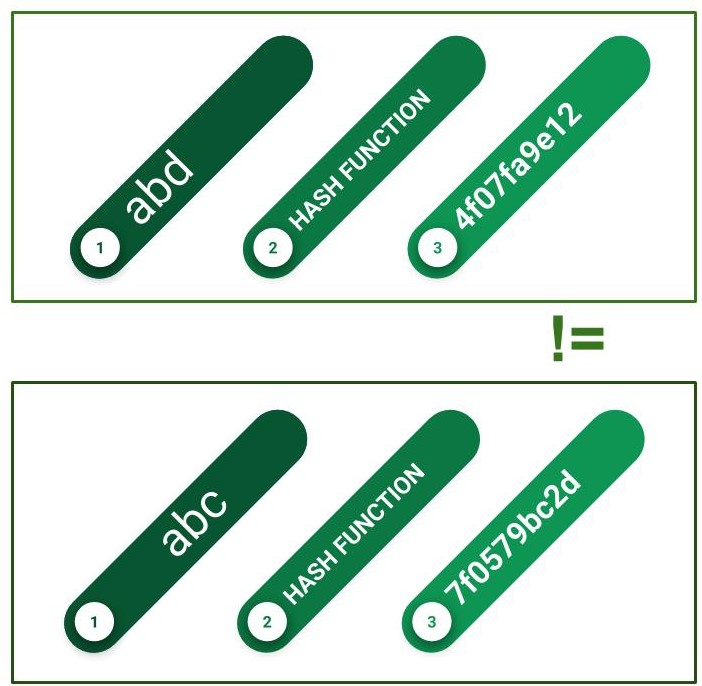 1
abd
2
HASH FUNCTION
3
4f07fa9e12
!=
1
abc
2
HASH FUNCTION
3
7f0579bc2d